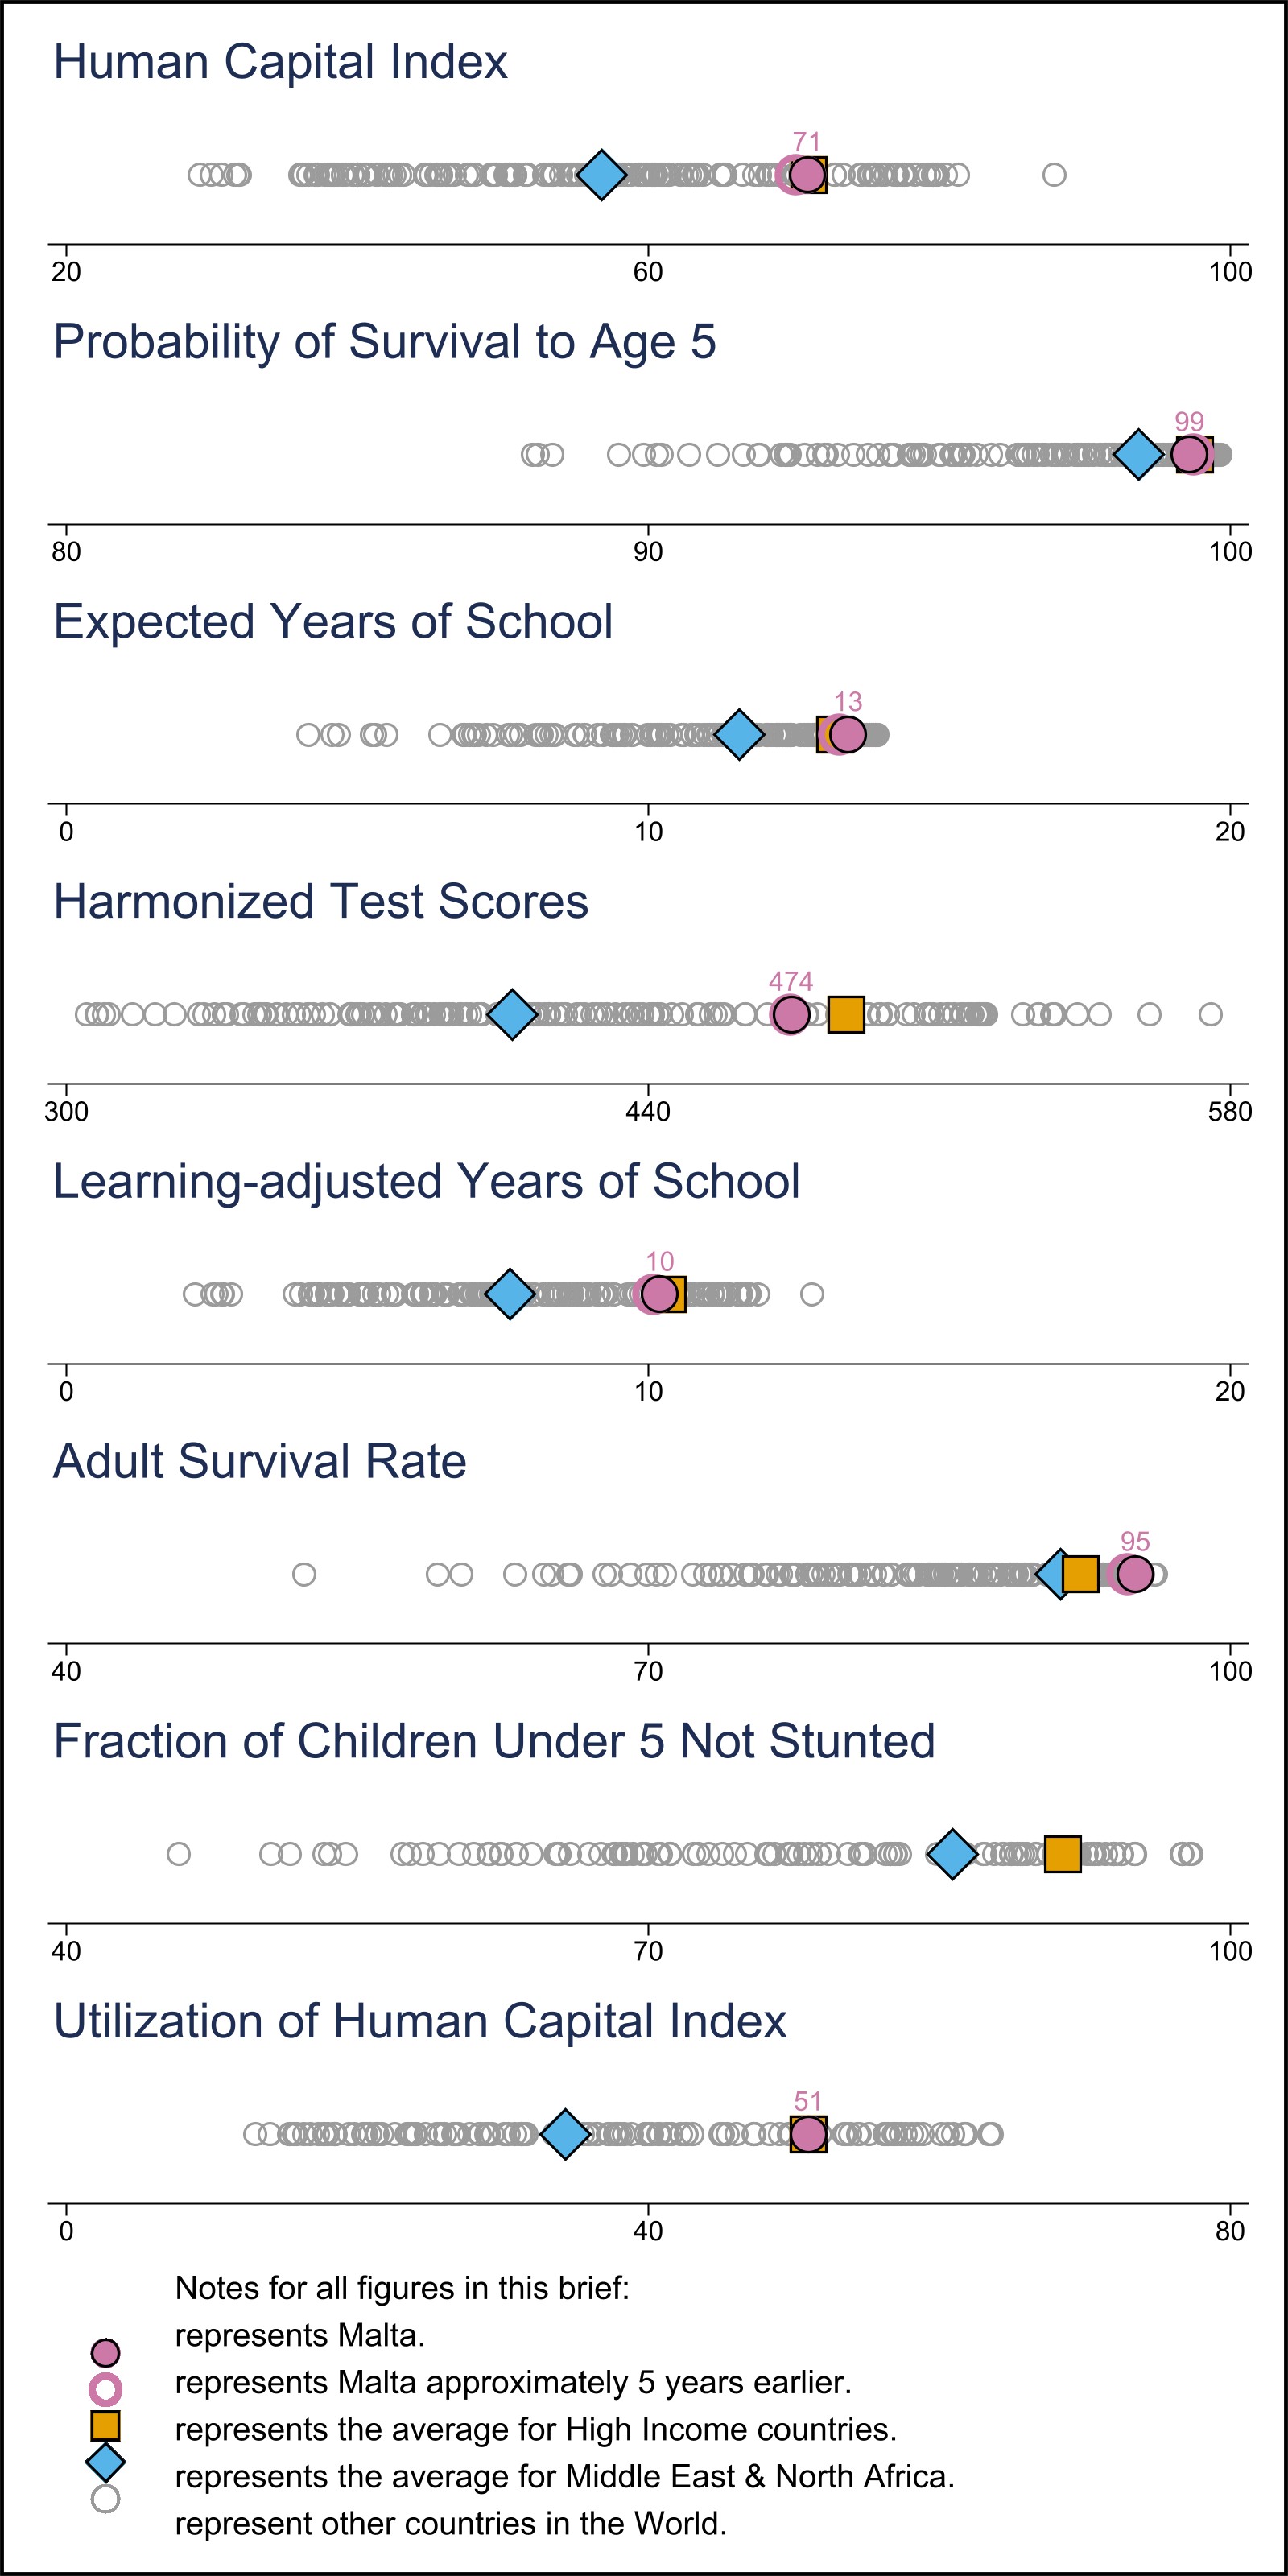 Human Capital Index
71
20 60 100
Probability of Survival to Age 5
99
80 90 100
Expected Years of School
13
0 10 20
Harmonized Test Scores
474
300 440 580
Learning-adjusted Years of School
10
0 10 20
Adult Survival Rate
95
40 70 100
Fraction of Children Under 5 Not Stunted
40 70 100
Utilization of Human Capital Index
51
0 40 80
Notes for all figures in this brief:
represents Malta.
represents Malta approximately 5 years earlier.
represents the average for High Income countries.
represents the average for Middle East & North Africa.
represent other countries in the World.